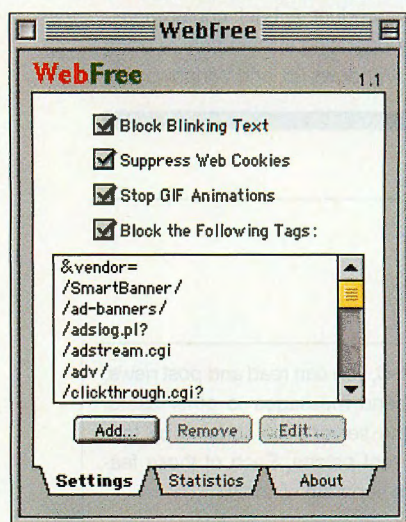 WebFree
WebFree 1.1
Block Blinking Text
Suppress Web Cookies
Stop GIF Animations
Block the Following Tags:
&vendor=
/SmartBanner/
/ad-banners/
/adslog.pl?
/adstream.cgi
/adv/
/clickthrough.cgi?
Add... Remove Edit...
Settings Statistics About